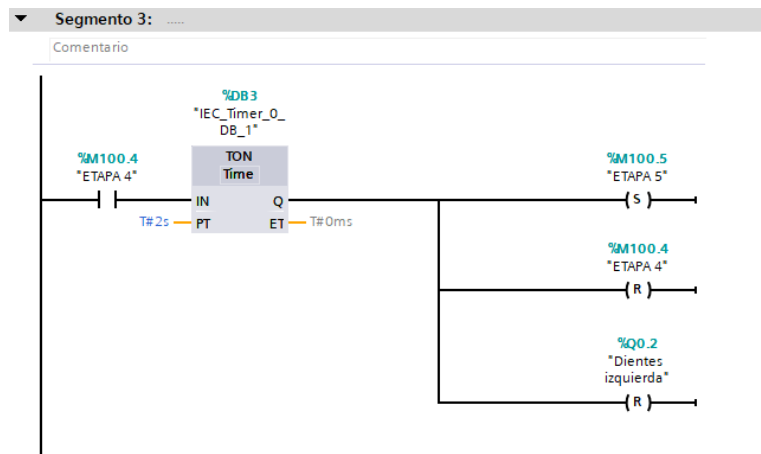 Segmento 3: .....
Comentario
%DB3
"IEC_Timer_0_
DB_1"
%M100.4
"ETAPA 4"
TON
Time
IN
Q
T#2s
PT
ET
T#0ms
%M100.5
"ETAPA 5"
S
%M100.4
"ETAPA 4"
R
%Q0.2
"Dientes
izquierda"
R